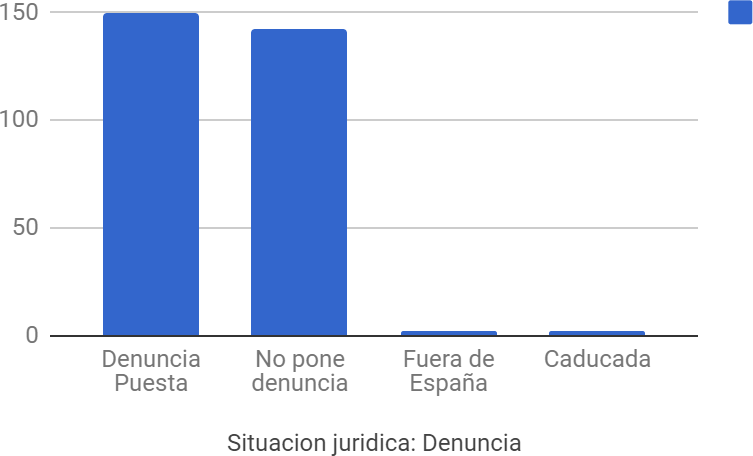 150
100
50
0
Denuncia
Puesta
No pone
denuncia
Fuera de
España
Caducada
Situacion juridica: Denuncia